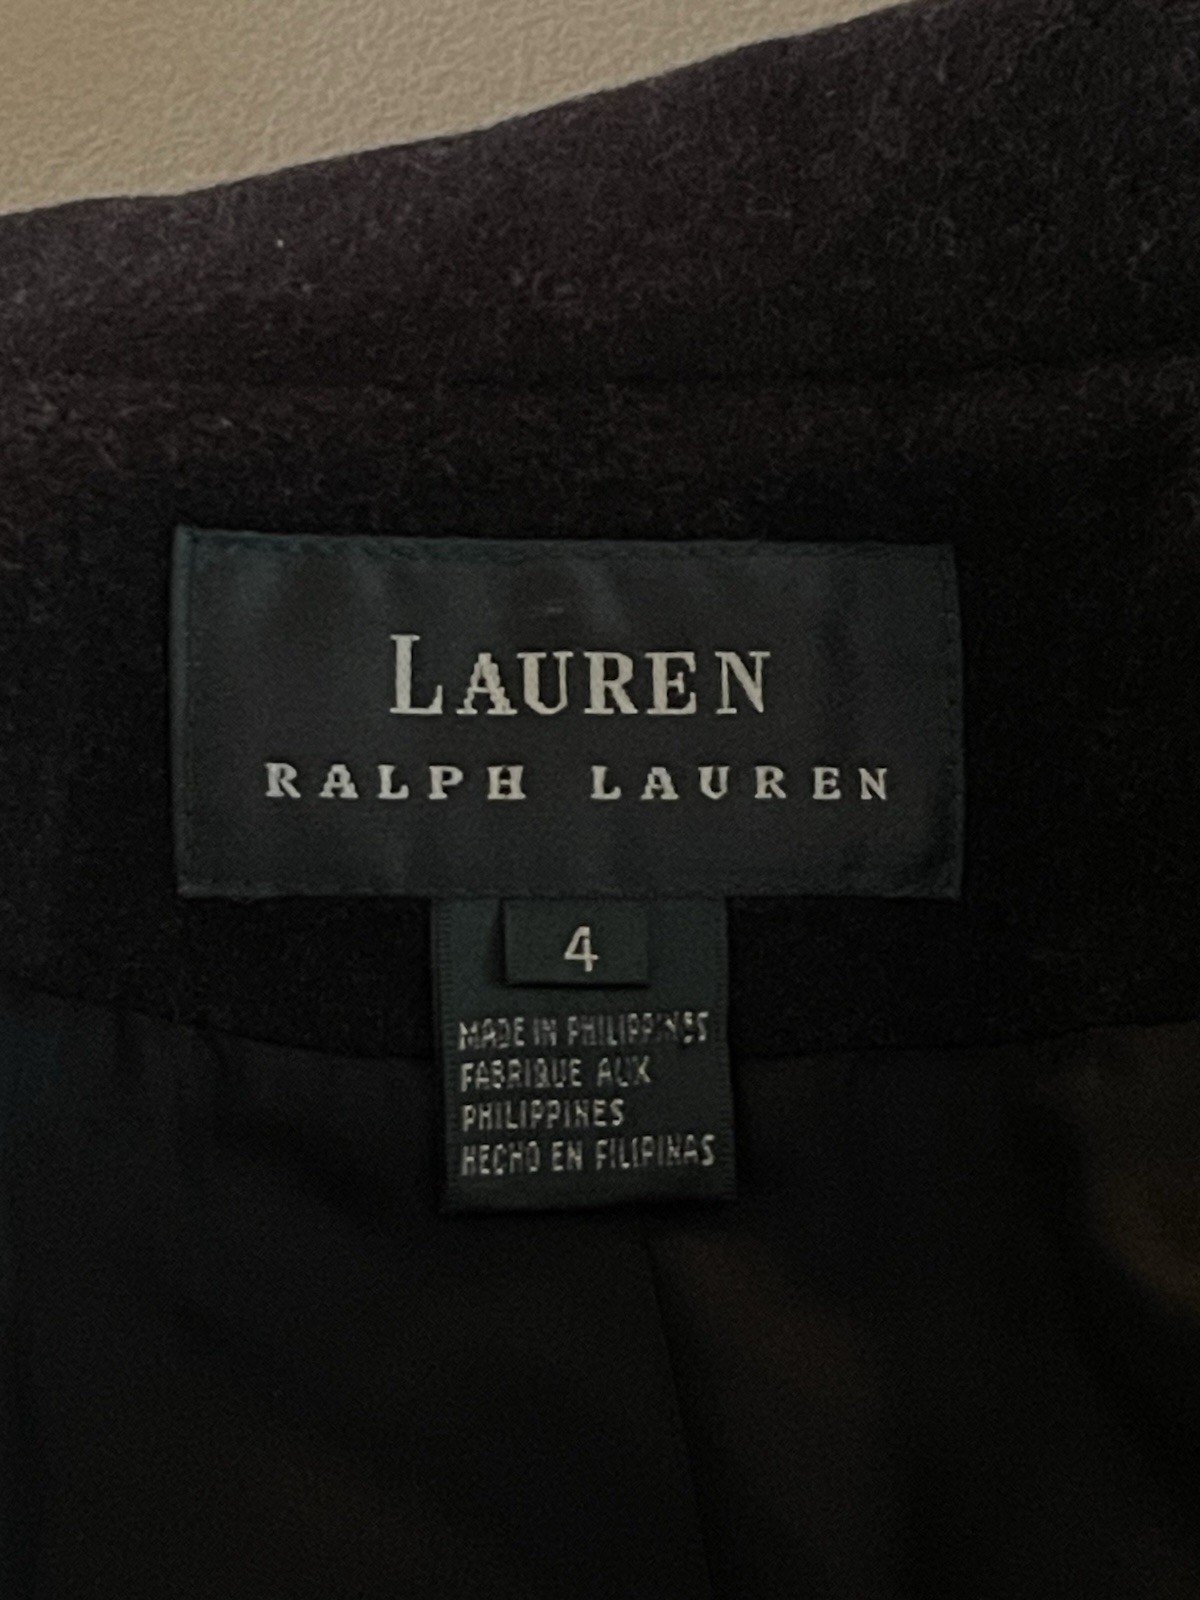 LAUREN
RALPH LAUREN
4
MADE IN PHILIPPINES
FABRIQUE AUX
PHILIPPINES
HECHO EN FILIPINAS